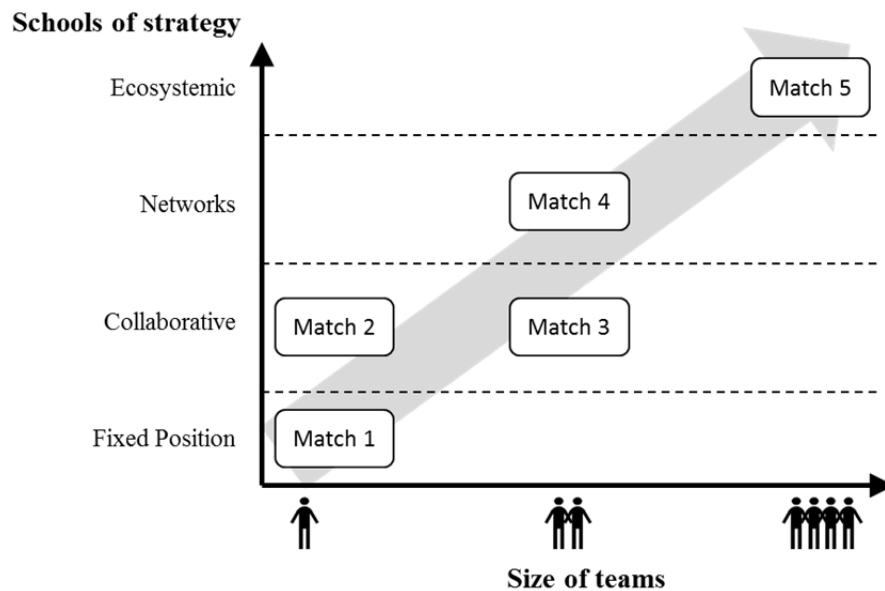 Schools of strategy
Ecosystemic
Match 5
Networks
Match 4
Collaborative
Match 2
Match 3
Fixed Position
Match 1
Size of teams